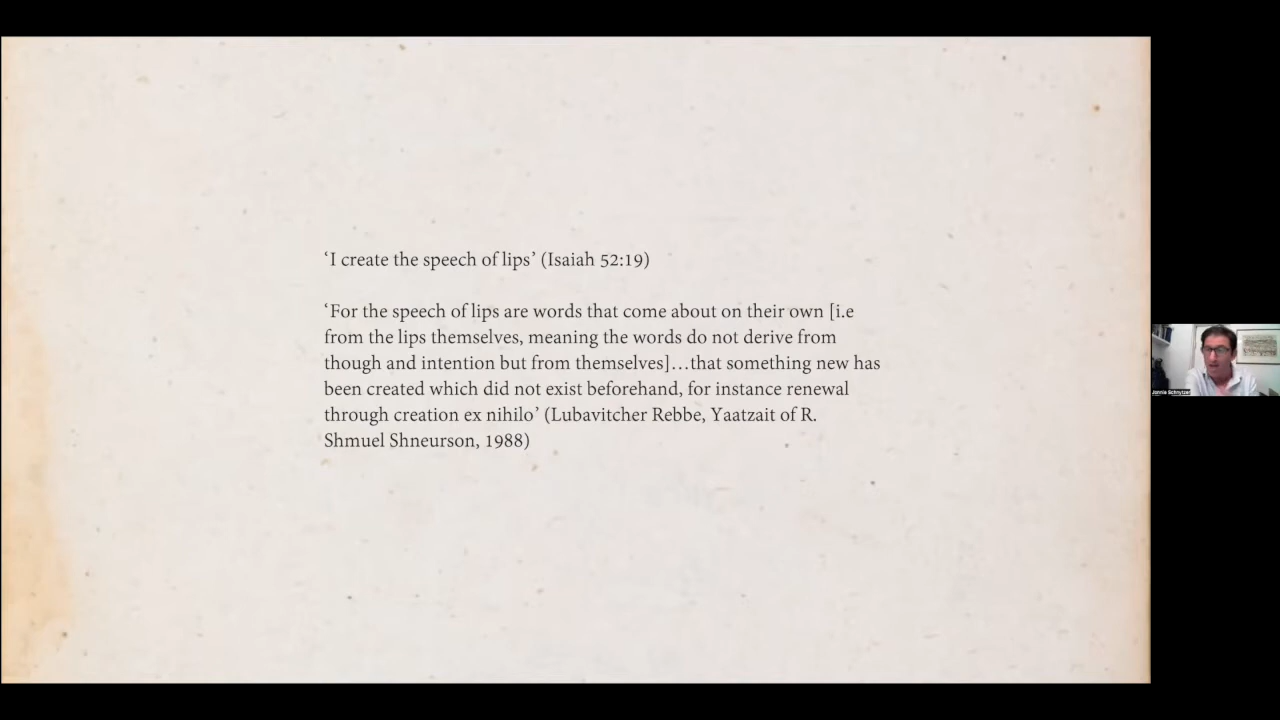 ‘I create the speech of lips’ (Isaiah 52:19)
‘For the speech of lips are words that come about on their own [i.e
from the lips themselves, meaning the words do not derive from
though and intention but from themselves]…that something new has
been created which did not exist beforehand, for instance renewal
through creation ex nihilo’ (Lubavitcher Rebbe, Yaatzait of R.
Shmuel Shneurson, 1988)
Jonnie Schnytzer